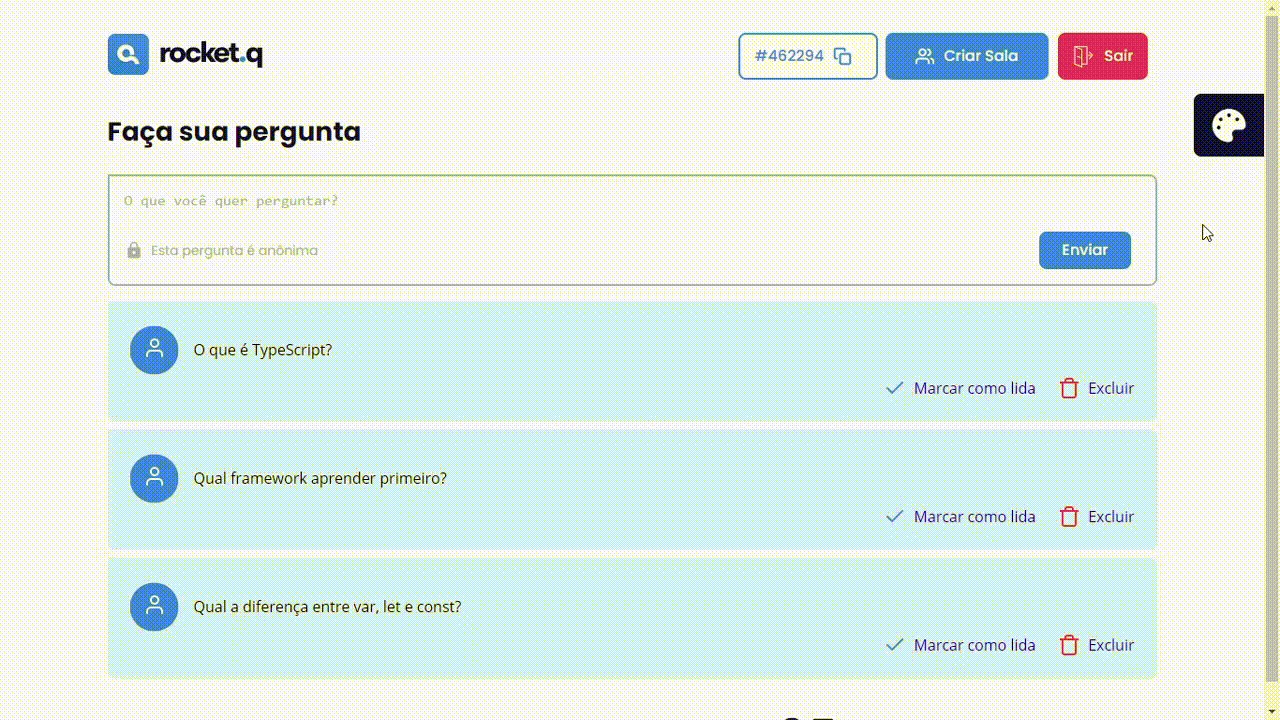 rocket.q
#462294
Criar Sala
Sair
Faça sua pergunta
O que você quer perguntar?
Esta pergunta é anônima
Enviar
O que é TypeScript?
Marcar como lida
Excluir
Qual framework aprender primeiro?
Marcar como lida
Excluir
Qual a diferença entre var, let e const?
Marcar como lida
Excluir